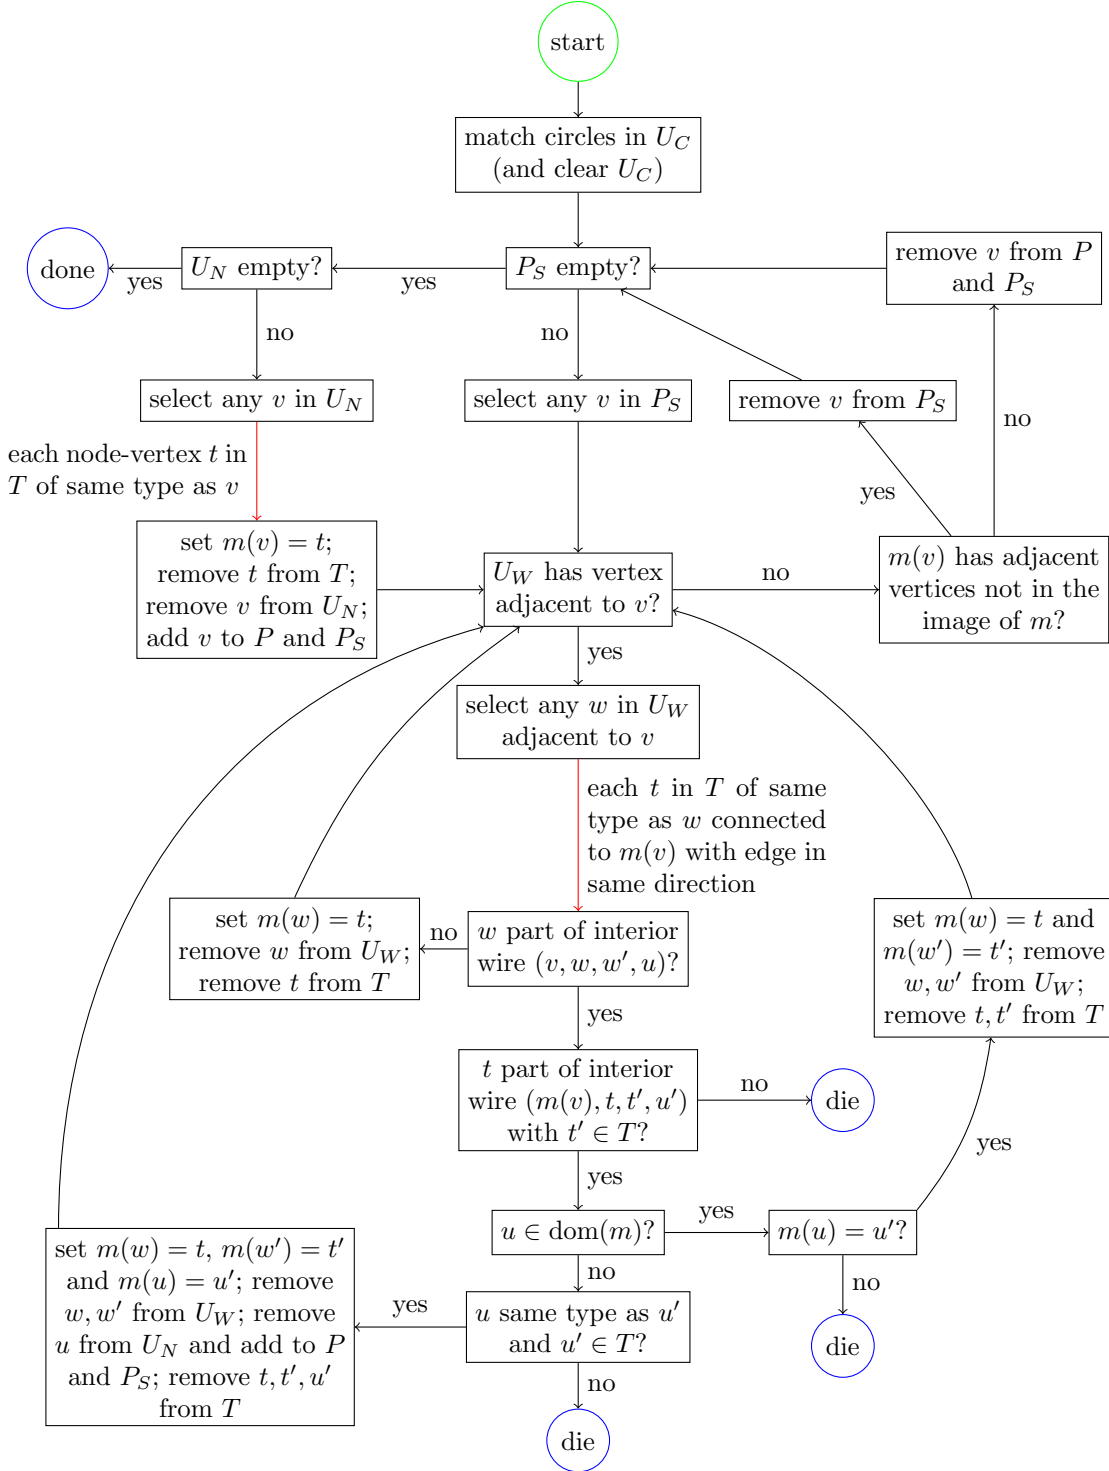 start
match circles in $U_C$
(and clear $U_C$)
done
yes
$U_N$ empty?
yes
$P_S$ empty?
remove $v$ from $P$
and $P_S$
no
no
select any $v$ in $U_N$
select any $v$ in $P_S$
remove $v$ from $P_S$
no
each node-vertex $t$ in
$T$ of same type as $v$
yes
set $m(v) = t$;
remove $t$ from $T$;
remove $v$ from $U_N$;
add $v$ to $P$ and $P_S$
$U_W$ has vertex
adjacent to $v$?
no
$m(v)$ has adjacent
vertices not in the
image of $m$?
yes
select any $w$ in $U_W$
adjacent to $v$
each $t$ in $T$ of same
type as $w$ connected
to $m(v)$ with edge in
same direction
set $m(w) = t$;
remove $w$ from $U_W$;
remove $t$ from $T$
no
$w$ part of interior
wire $(v, w, w', u)$?
set $m(w) = t$ and
$m(w') = t'$; remove
$w, w'$ from $U_W$;
remove $t, t'$ from $T$
yes
$t$ part of interior
wire $(m(v), t, t', u')$
with $t' \in T$?
no
die
yes
yes
$u \in \mathrm{dom}(m)$?
yes
$m(u) = u'$?
set $m(w) = t$, $m(w') = t'$
and $m(u) = u'$; remove
$w, w'$ from $U_W$; remove
$u$ from $U_N$ and add to $P$
and $P_S$; remove $t, t', u'$
from $T$
yes
no
$u$ same type as $u'$
and $u' \in T$?
no
die
no
die